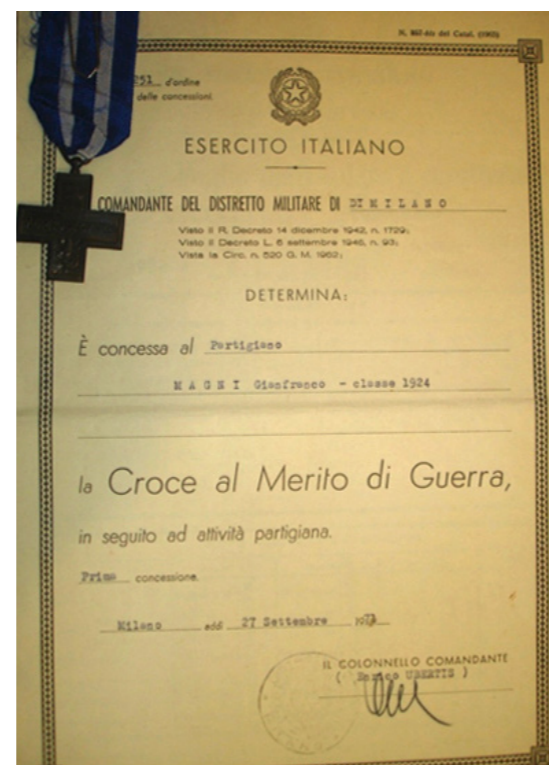 N. 857-bis del Catal. (1963)
251 d'ordine
delle concessioni
ESERCITO ITALIANO
COMANDANTE DEL DISTRETTO MILITARE DI DI MILANO
Visto il R. Decreto 14 dicembre 1942, n. 1729;
Visto il Decreto L. 6 settembre 1946, n. 93;
Vista la Circ. n. 520 G. M. 1962;
DETERMINA:
È concessa al Partigiano
MAGNI Gianfranco - classe 1924
la Croce al Merito di Guerra,
in seguito ad attività partigiana.
Prima concessione.
Milano addì 27 Settembre
IL COLONNELLO COMANDANTE
( Enrico UBERTIS )